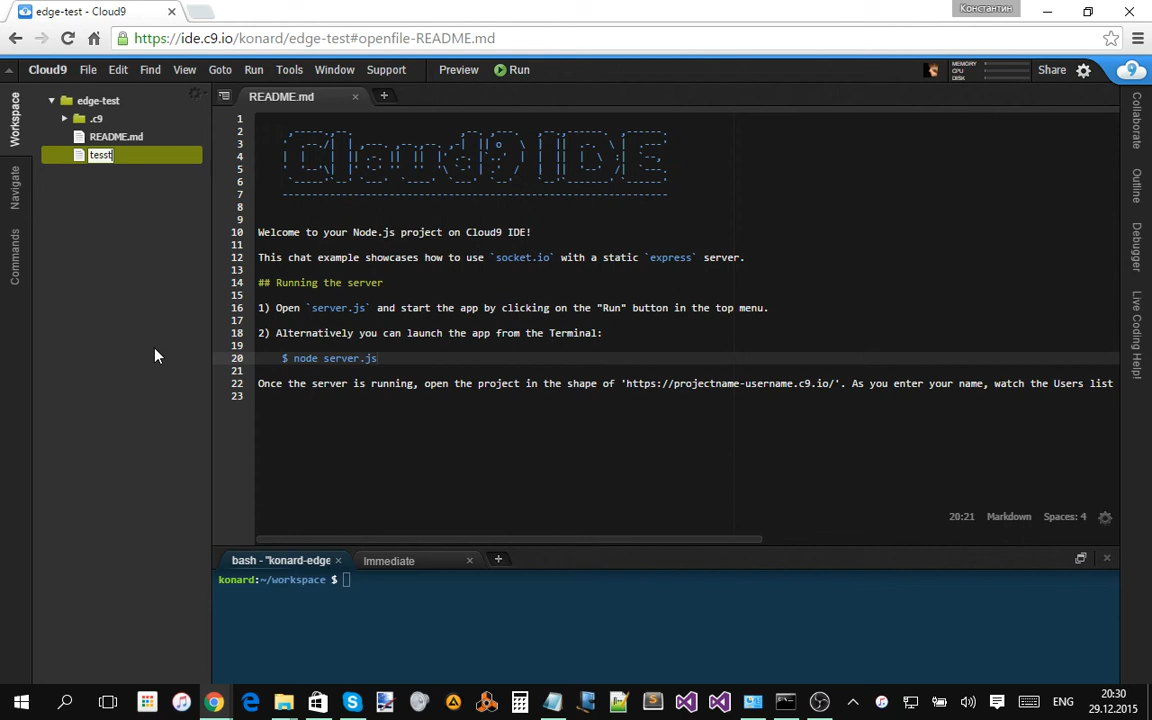 edge-test - Cloud9
Константин
https://ide.c9.io/konard/edge-test#openfile-README.md
Cloud9 File Edit Find View Goto Run Tools Window Support Preview Run
MEMORY
CPU
DISK
Share
Workspace
Navigate
Commands
edge-test
.c9
README.md
tesst
README.md
1
2
3
4
5
6
7
8
9
Cloud9 IDE
10 Welcome to your Node.js project on Cloud9 IDE!
11
12 This chat example showcases how to use `socket.io` with a static `express` server.
13
14 ## Running the server
15
16 1) Open `server.js` and start the app by clicking on the "Run" button in the top menu.
17
18 2) Alternatively you can launch the app from the Terminal:
19
20 $ node server.js
21
22 Once the server is running, open the project in the shape of 'https://projectname-username.c9.io/'. As you enter your name, watch the Users list
23
20:21 Markdown Spaces: 4
Collaborate
Outline
Debugger
Live Coding Help!
bash - "konard-edge
Immediate
konard:~/workspace $
ENG
20:30
29.12.2015